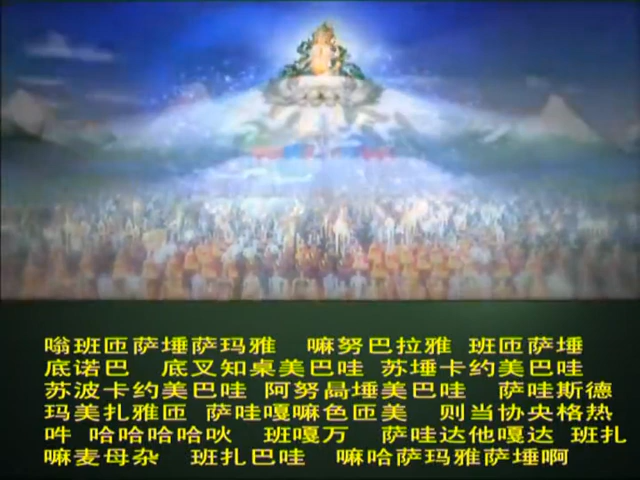 嗡班匝萨埵萨玛雅 嘛努巴拉雅 班匝萨埵
底诺巴 底叉知桌美巴哇 苏埵卡约美巴哇
苏波卡约美巴哇 阿努晶埵美巴哇 萨哇斯德
玛美扎雅匝 萨哇嘎嘛色匝美 则当协央格热
吽 哈哈哈哈吙 班嘎万 萨哇达他嘎达 班扎
嘛麦母杂 班扎巴哇 嘛哈萨玛雅萨埵啊